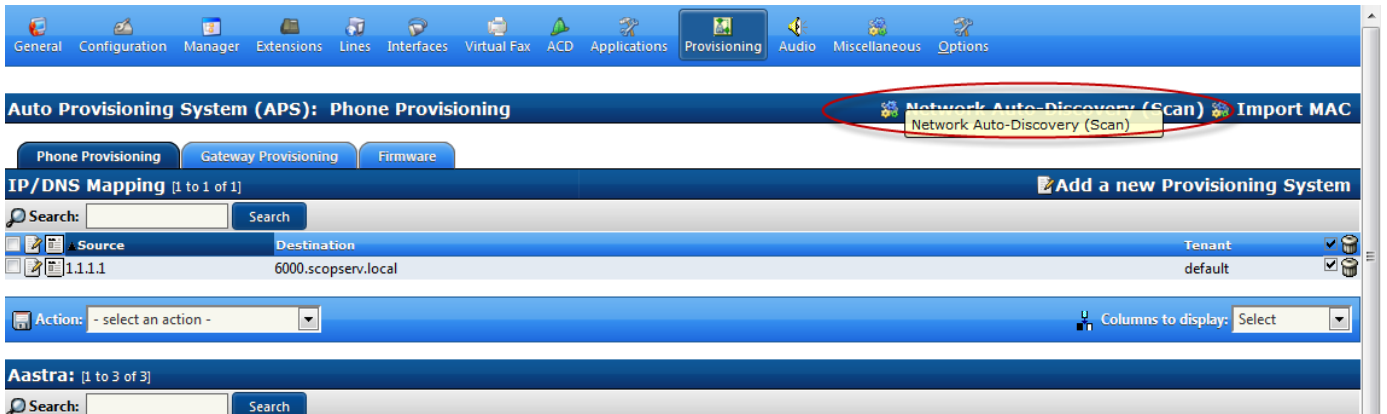 General Configuration Manager Extensions Lines Interfaces Virtual Fax ACD Applications Provisioning Audio Miscellaneous Options
Auto Provisioning System (APS): Phone Provisioning Network Auto-Discovery (Scan) Import MAC
Network Auto-Discovery (Scan)
Phone Provisioning Gateway Provisioning Firmware
IP/DNS Mapping [1 to 1 of 1] Add a new Provisioning System
Search: Search
Source Destination Tenant
1.1.1.1 6000.scopserv.local default
Action: - select an action - Columns to display: Select
Aastra: [1 to 3 of 3]
Search: Search